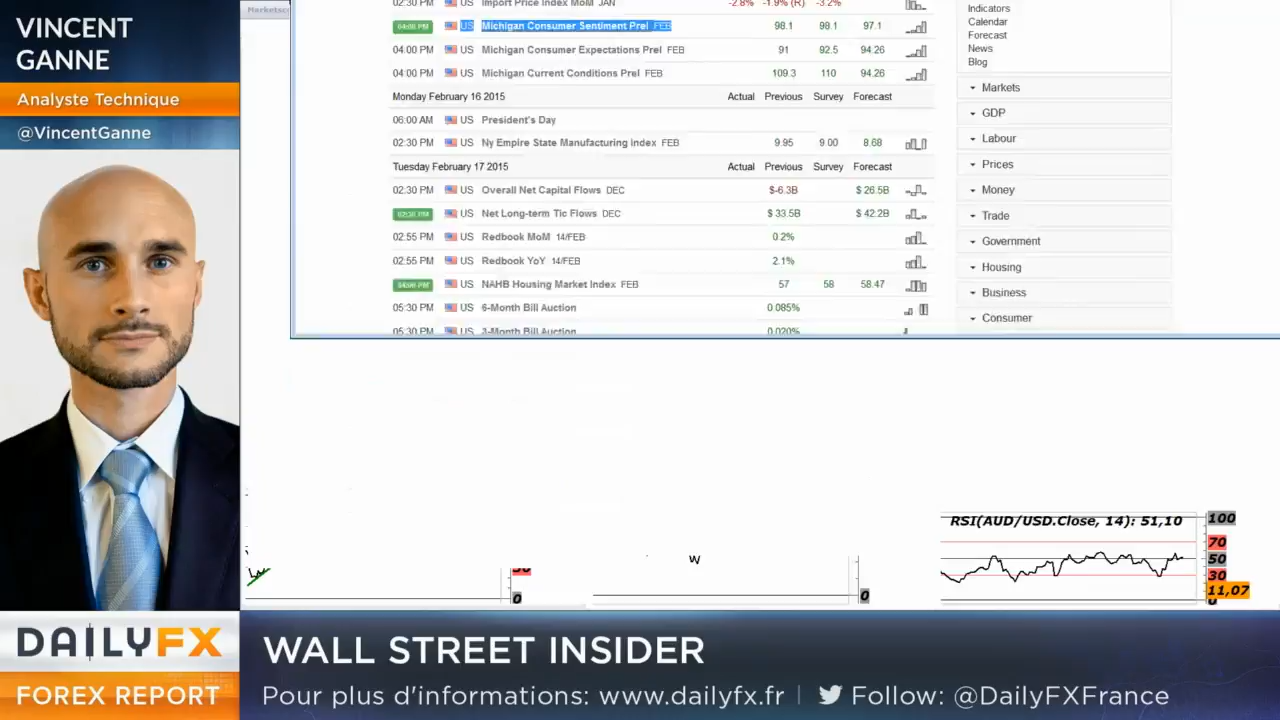 VINCENT
GANNE
Analyste Technique
@VincentGanne
02:30 PM US Import Price Index MoM JAN -2.8% -1.9% (R) -3.2%
04:00 PM US Michigan Consumer Sentiment Prel FEB 98.1 98.1 97.1
04:00 PM US Michigan Consumer Expectations Prel FEB 91 92.5 94.26
04:00 PM US Michigan Current Conditions Prel FEB 109.3 110 94.26
Monday February 16 2015 Actual Previous Survey Forecast
06:00 AM US President's Day
02:30 PM US Ny Empire State Manufacturing Index FEB 9.95 9.00 8.68
Tuesday February 17 2015 Actual Previous Survey Forecast
02:30 PM US Overall Net Capital Flows DEC $-6.3B $ 26.5B
02:30 PM US Net Long-term Tic Flows DEC $ 33.5B $ 42.2B
02:55 PM US Redbook MoM 14/FEB 0.2%
02:55 PM US Redbook YoY 14/FEB 2.1%
04:00 PM US NAHB Housing Market Index FEB 57 58 58.47
05:30 PM US 6-Month Bill Auction 0.085%
05:30 PM US 3-Month Bill Auction 0.020%
Indicators
Calendar
Forecast
News
Blog
Markets
GDP
Labour
Prices
Money
Trade
Government
Housing
Business
Consumer
W
0
0
RSI(AUD/USD.Close, 14): 51,10
100
70
50
30
11,07
DAILYFX
FOREX REPORT
WALL STREET INSIDER
Pour plus d'informations: www.dailyfx.fr | Follow: @DailyFXFrance